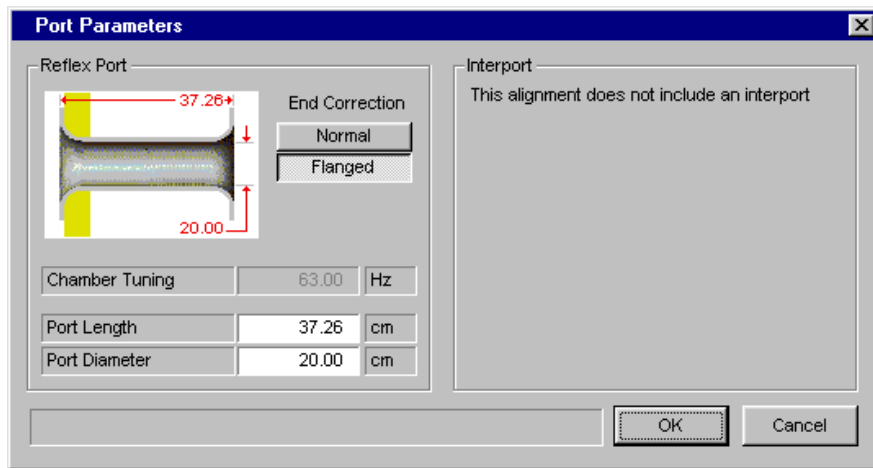 Port Parameters
Reflex Port
37.26
End Correction
Normal
Flanged
20.00
Chamber Tuning 63.00 Hz
Port Length 37.26 cm
Port Diameter 20.00 cm
Interport
This alignment does not include an interport
OK Cancel